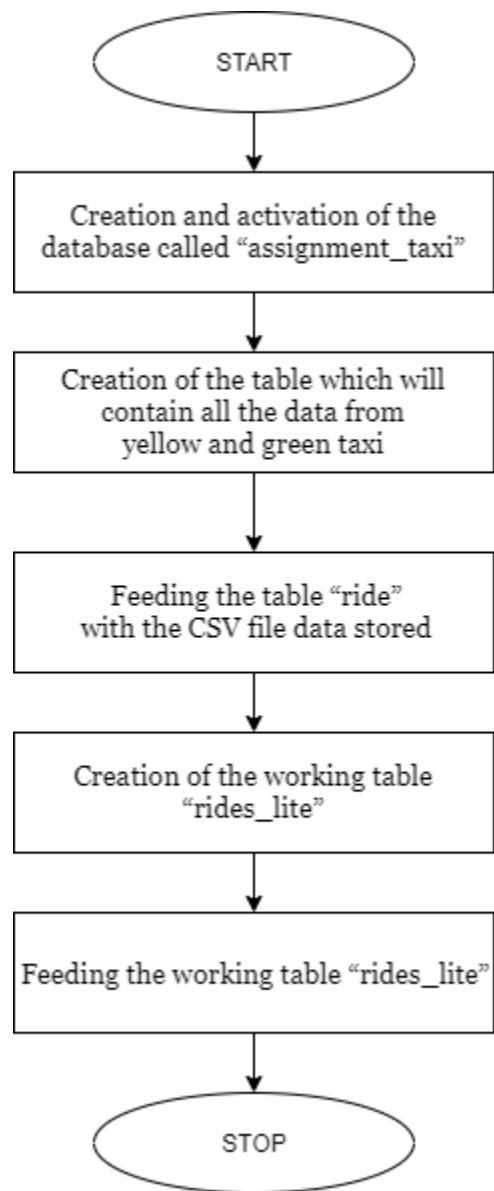 START
Creation and activation of the
database called “assignment_taxi”
Creation of the table which will
contain all the data from
yellow and green taxi
Feeding the table “ride”
with the CSV file data stored
Creation of the working table
“rides_lite”
Feeding the working table “rides_lite”
STOP